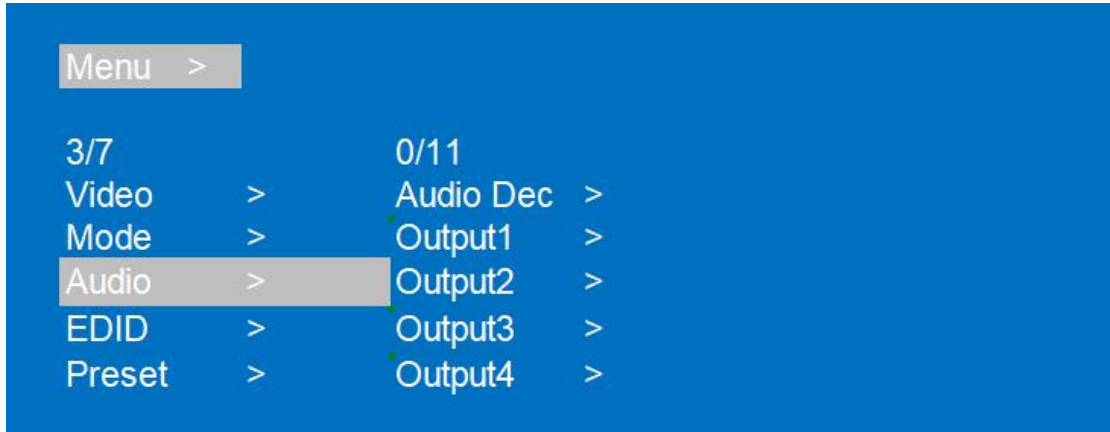 Menu >
3/7 0/11
Video > Audio Dec >
Mode > Output1 >
Audio > Output2 >
EDID > Output3 >
Preset > Output4 >